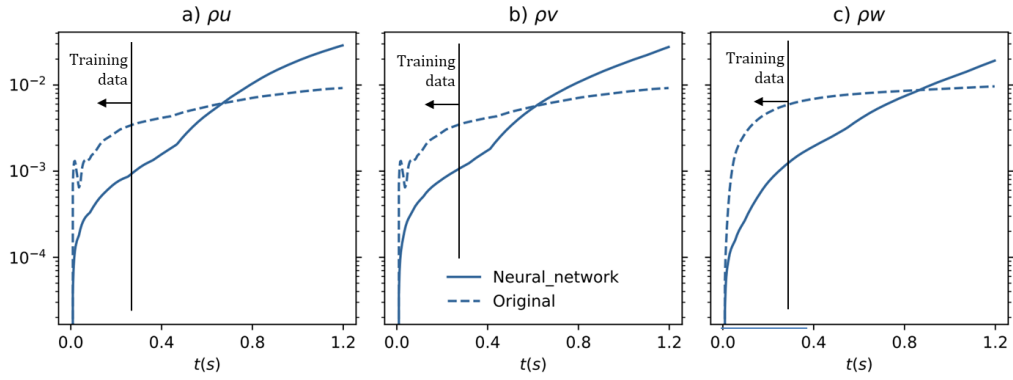 a) ρu
b) ρv
c) ρw
Training
data
Training
data
Training
data
10⁻²
10⁻³
10⁻⁴
Neural_network
Original
0.0 0.4 0.8 1.2
0.0 0.4 0.8 1.2
0.0 0.4 0.8 1.2
t(s)
t(s)
t(s)